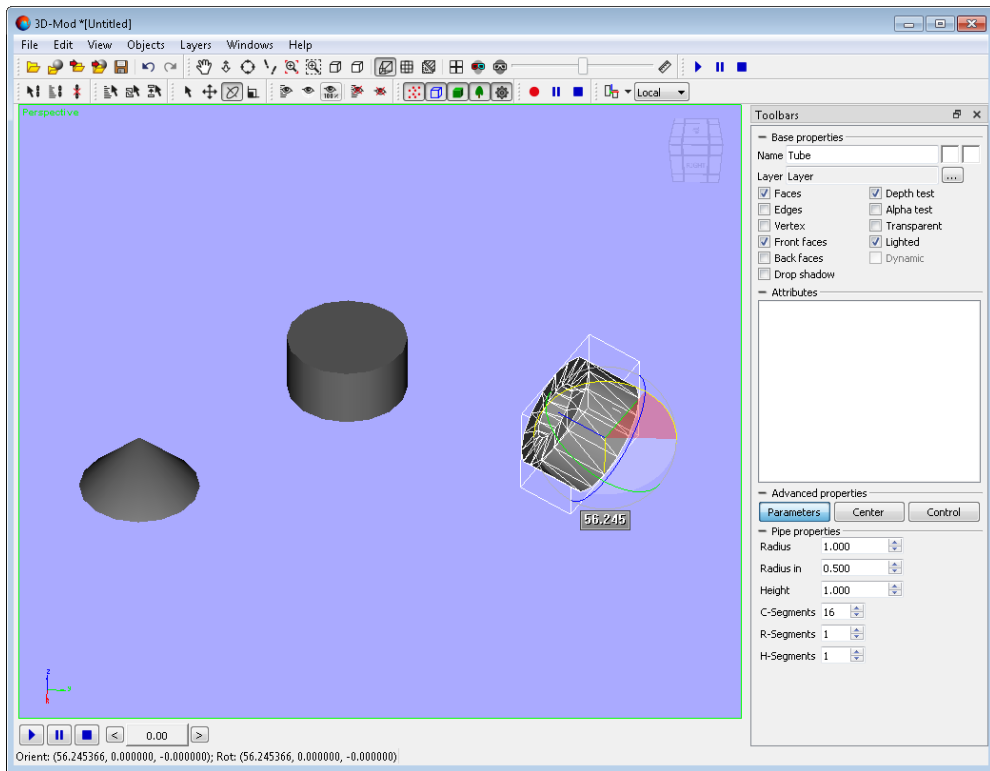 3D-Mod *[Untitled]
File Edit View Objects Layers Windows Help
100%
Local
Perspective
RIGHT
Toolbars
Base properties
Name Tube
Layer Layer ...
Faces Depth test
Edges Alpha test
Vertex Transparent
Front faces Lighted
Back faces Dynamic
Drop shadow
Attributes
56.245
Advanced properties
Parameters Center Control
Pipe properties
Radius 1.000
Radius in 0.500
Height 1.000
C-Segments 16
R-Segments 1
H-Segments 1
z
< 0.00 >
Orient: (56.245366, 0.000000, -0.000000); Rot: (56.245366, 0.000000, -0.000000)